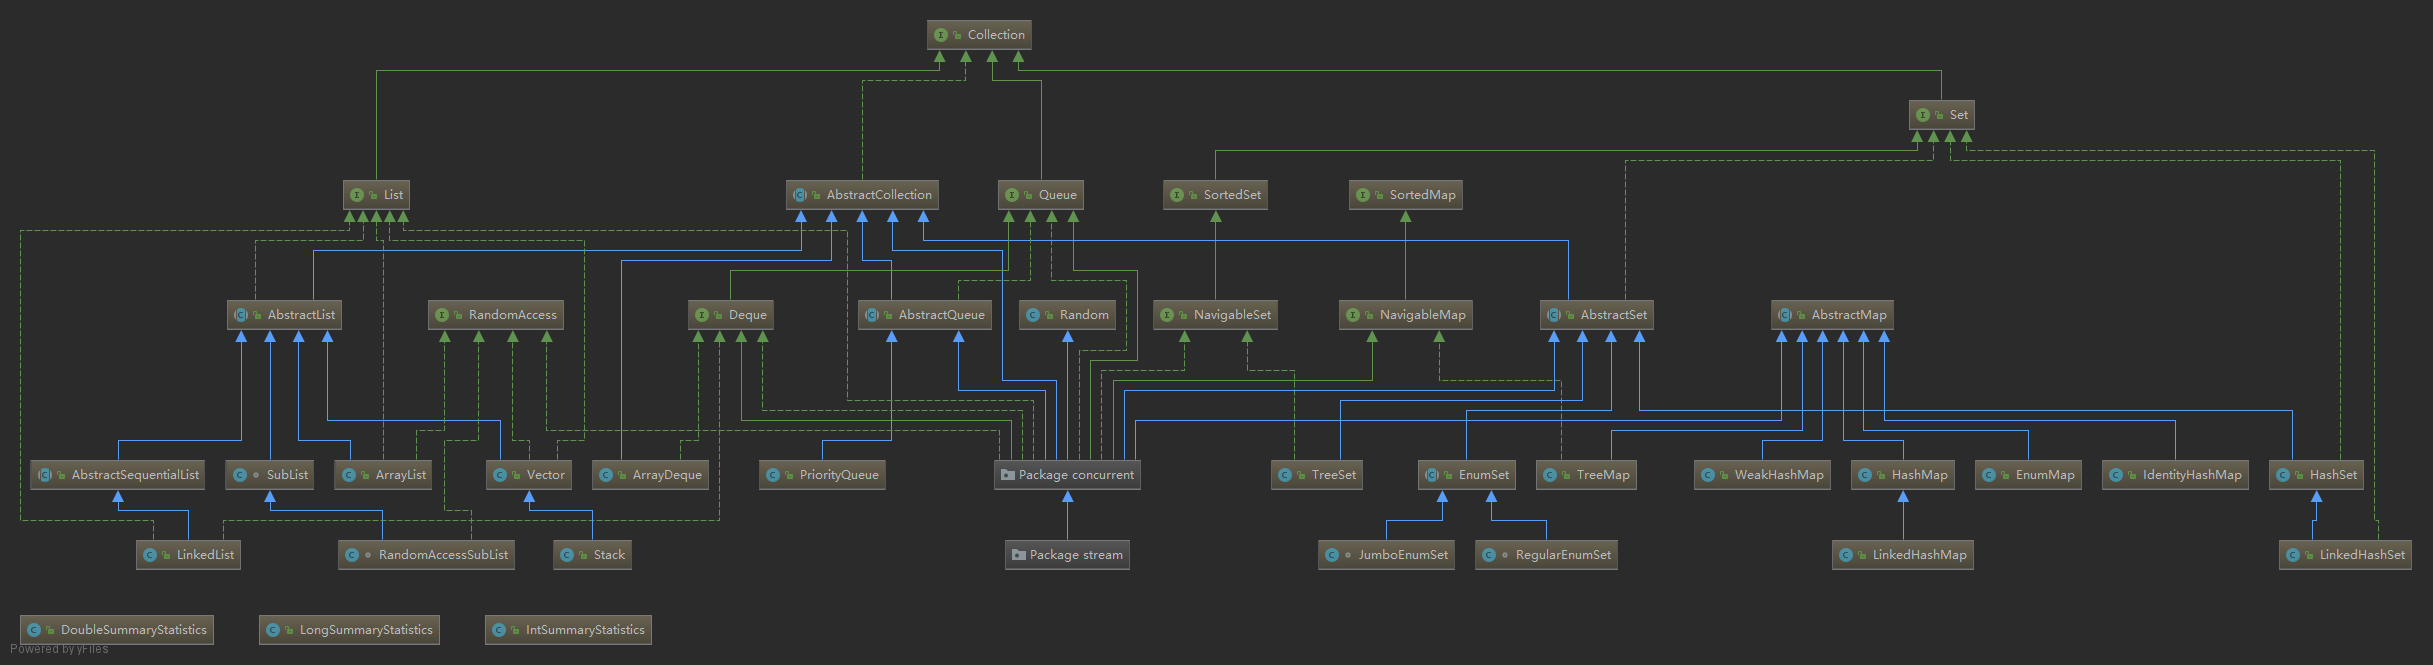 Collection
Set
List
AbstractCollection
Queue
SortedSet
SortedMap
AbstractList
RandomAccess
Deque
AbstractQueue
Random
NavigableSet
NavigableMap
AbstractSet
AbstractMap
AbstractSequentialList
SubList
ArrayList
Vector
ArrayDeque
PriorityQueue
Package concurrent
TreeSet
EnumSet
TreeMap
WeakHashMap
HashMap
EnumMap
IdentityHashMap
HashSet
LinkedList
RandomAccessSubList
Stack
Package stream
JumboEnumSet
RegularEnumSet
LinkedHashMap
LinkedHashSet
DoubleSummaryStatistics
LongSummaryStatistics
IntSummaryStatistics
Powered by yFiles